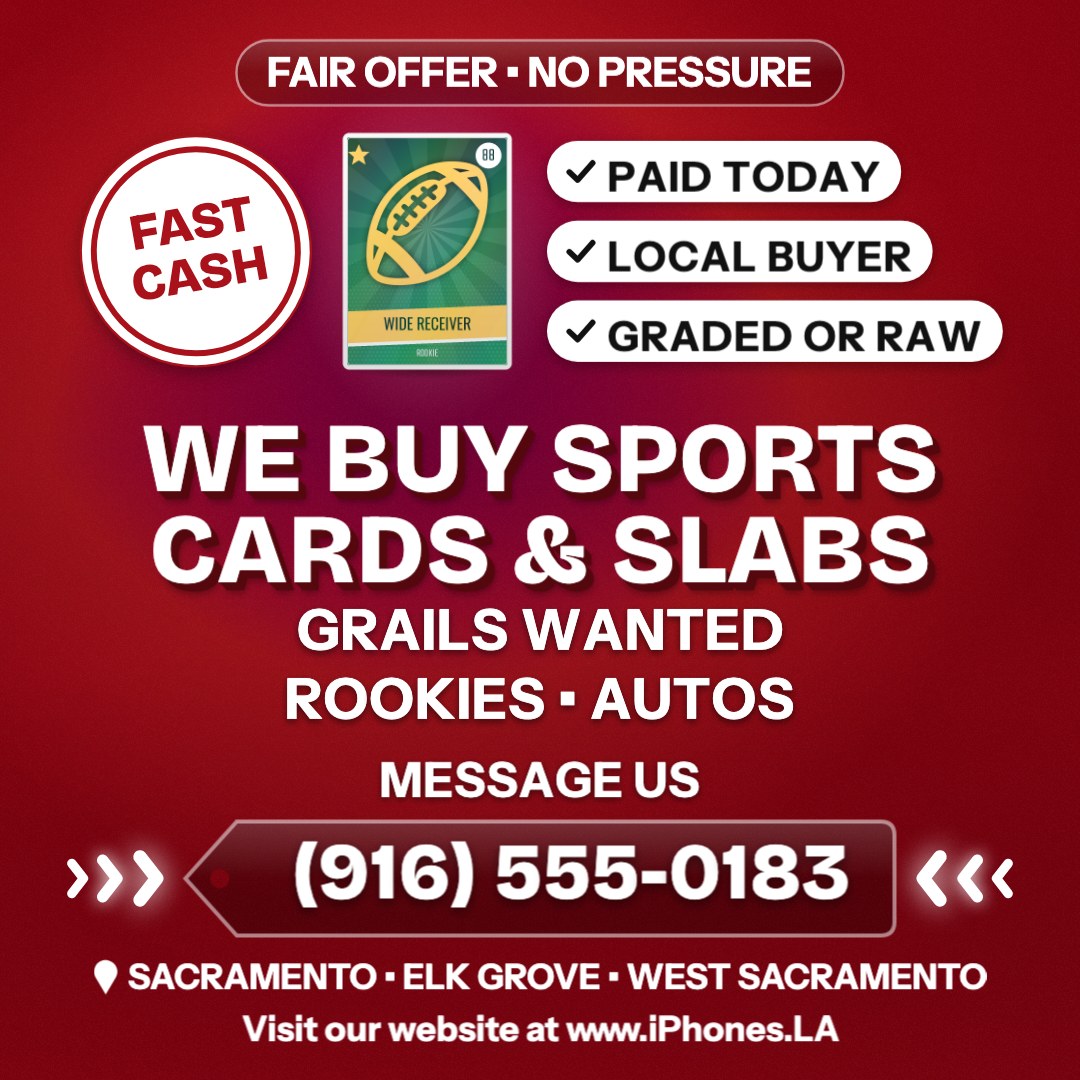 FAIR OFFER ▪ NO PRESSURE
FAST
CASH
88
WIDE RECEIVER
ROOKIE
PAID TODAY
LOCAL BUYER
GRADED OR RAW
WE BUY SPORTS
CARDS & SLABS
GRAILS WANTED
ROOKIES ▪ AUTOS
MESSAGE US
(916) 555-0183
SACRAMENTO ▪ ELK GROVE ▪ WEST SACRAMENTO
Visit our website at www.iPhones.LA